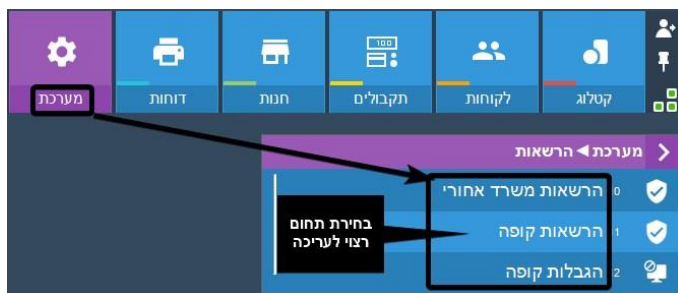 100
קטלוג
לקוחות
תקבולים
חנות
דוחות
מערכת
מערכת ◀ הרשאות
0 הרשאות משרד אחורי
1 הרשאות קופה
2 הגבלות קופה
בחירת תחום
רצוי לעריכה